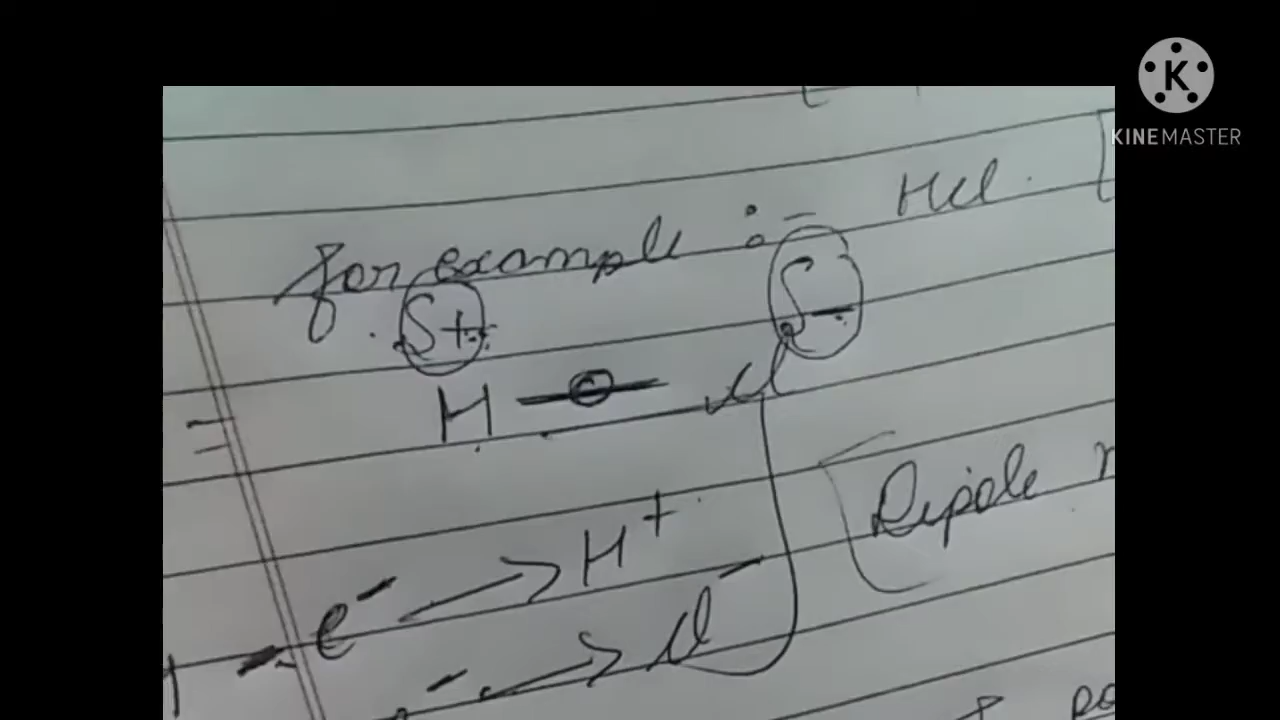 for example :- HCl.
δ+ δ-
H — Cl
Dipole
- e⁻ → H⁺
⁻ → Cl⁻
KINEMASTER